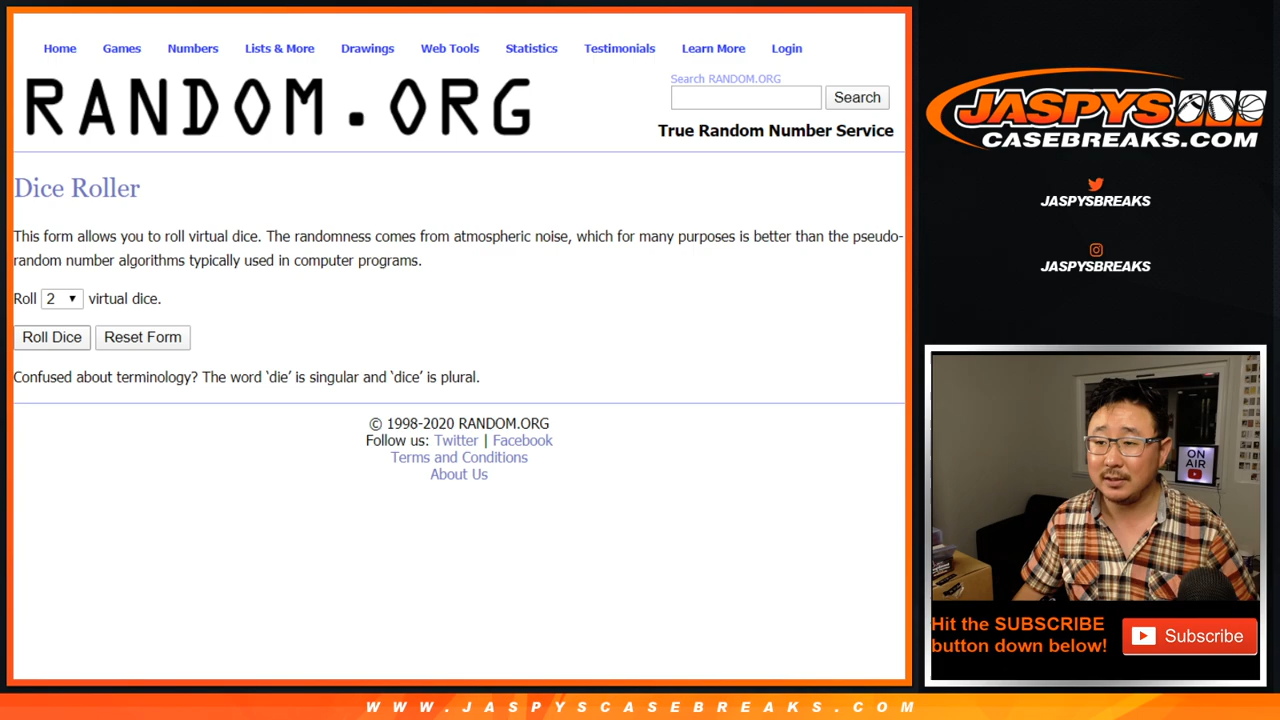 Home Games Numbers Lists & More Drawings Web Tools Statistics Testimonials Learn More Login
RANDOM.ORG
Search RANDOM.ORG
Search
True Random Number Service
Dice Roller
This form allows you to roll virtual dice. The randomness comes from atmospheric noise, which for many purposes is better than the pseudo-
random number algorithms typically used in computer programs.
Roll 2 virtual dice.
Roll Dice Reset Form
Confused about terminology? The word ‘die’ is singular and ‘dice’ is plural.
© 1998-2020 RANDOM.ORG
Follow us: Twitter | Facebook
Terms and Conditions
About Us
JASPYS
CASEBREAKS.COM
JASPYSBREAKS
JASPYSBREAKS
ON
AIR
Hit the SUBSCRIBE
button down below!
Subscribe
WWW.JASPYSCASEBREAKS.COM